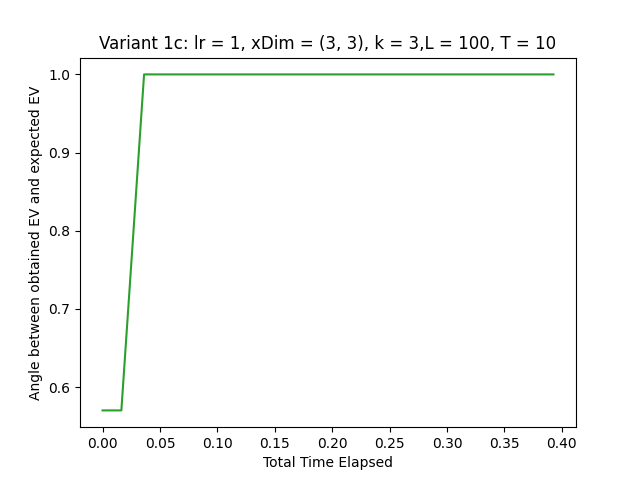 Variant 1c: lr = 1, xDim = (3, 3), k = 3,L = 100, T = 10
Angle between obtained EV and expected EV
1.0
0.9
0.8
0.7
0.6
0.00 0.05 0.10 0.15 0.20 0.25 0.30 0.35 0.40
Total Time Elapsed